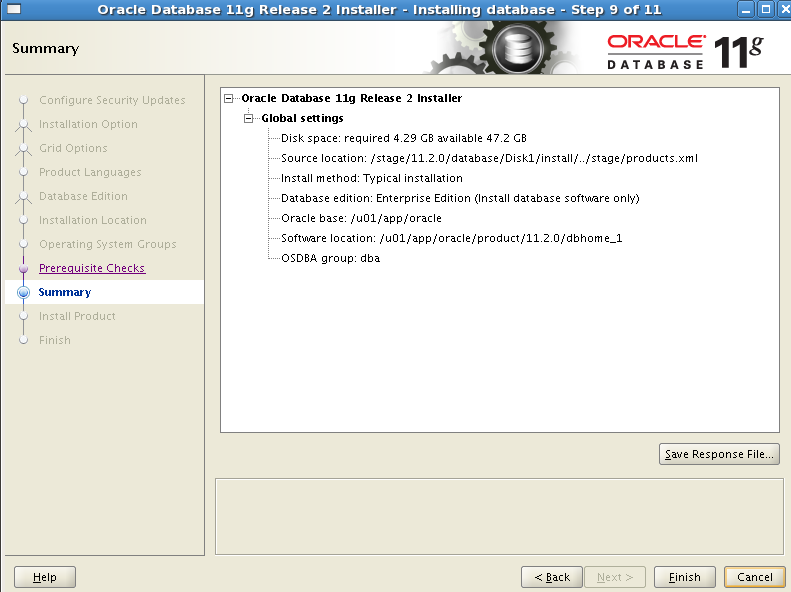 Oracle Database 11g Release 2 Installer - Installing database - Step 9 of 11
Summary
ORACLE
DATABASE
11g
Configure Security Updates
Installation Option
Grid Options
Product Languages
Database Edition
Installation Location
Operating System Groups
Prerequisite Checks
Summary
Install Product
Finish
Oracle Database 11g Release 2 Installer
Global settings
Disk space: required 4.29 GB available 47.2 GB
Source location: /stage/11.2.0/database/Disk1/install/../stage/products.xml
Install method: Typical installation
Database edition: Enterprise Edition (Install database software only)
Oracle base: /u01/app/oracle
Software location: /u01/app/oracle/product/11.2.0/dbhome_1
OSDBA group: dba
Save Response File...
Help
< Back
Next >
Finish
Cancel